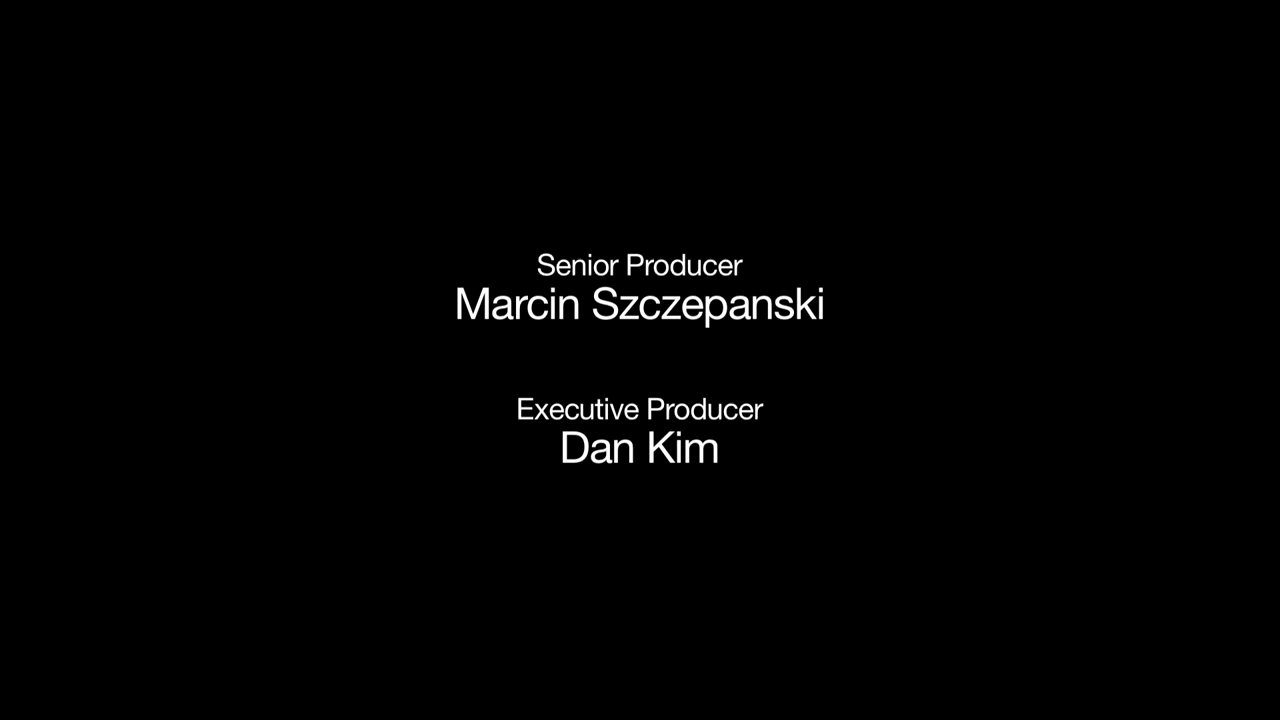 Senior Producer
Marcin Szczepanski
Executive Producer
Dan Kim